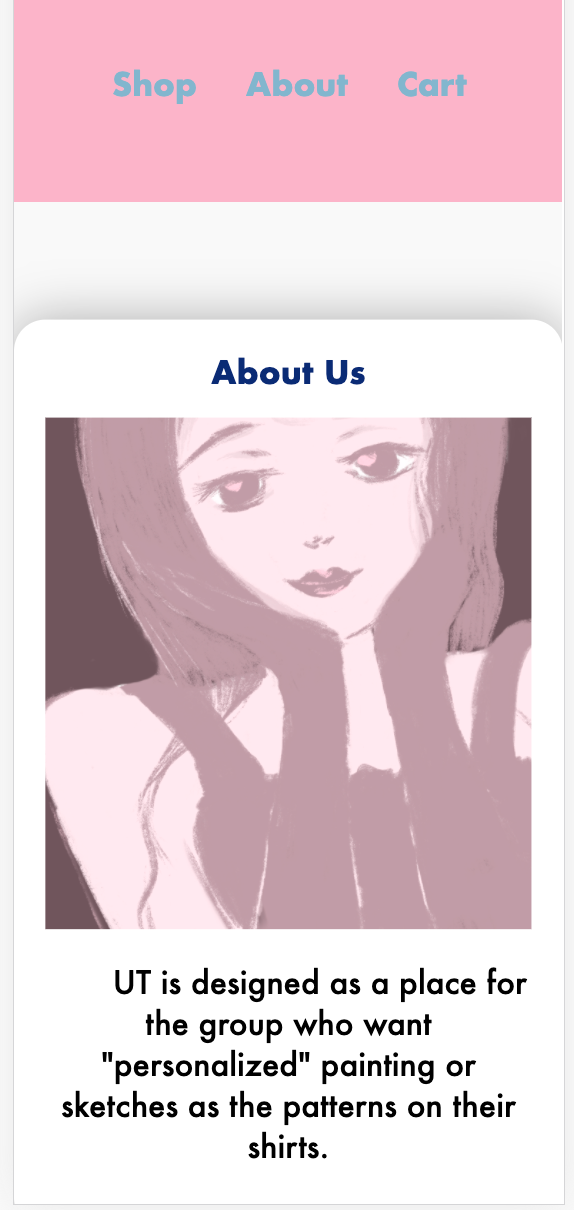 Shop About Cart
About Us
UT is designed as a place for
the group who want
"personalized" painting or
sketches as the patterns on their
shirts.